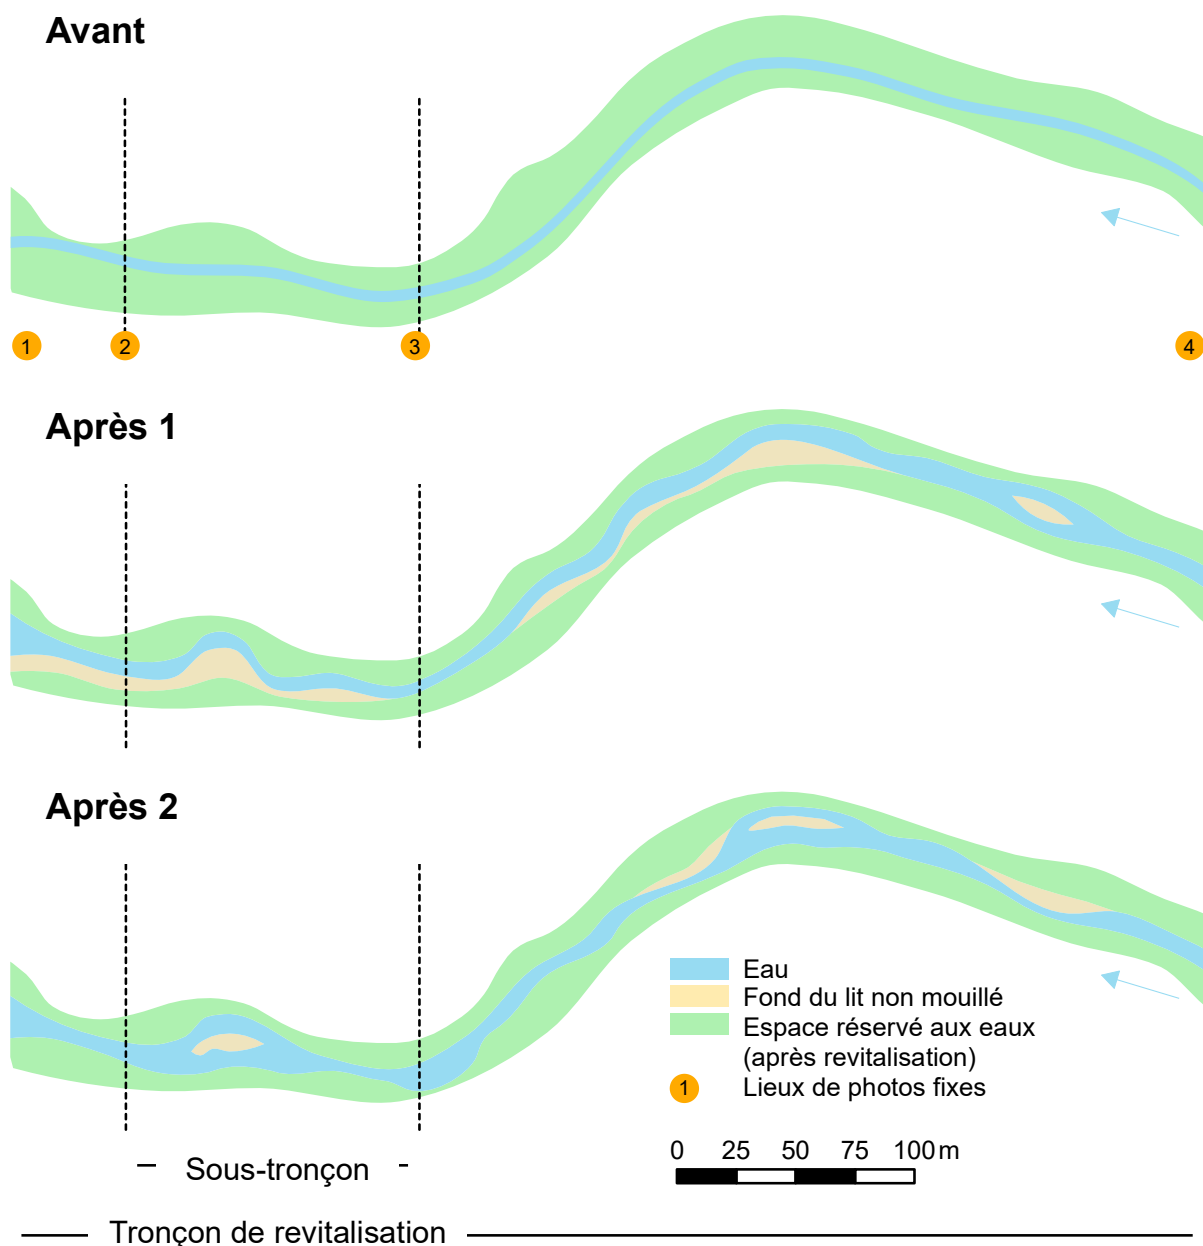 Avant
1
2
3
4
Après 1
Après 2
Eau
Fond du lit non mouillé
Espace réservé aux eaux
(après revitalisation)
1 Lieux de photos fixes
0 25 50 75 100 m
Sous-tronçon
Tronçon de revitalisation